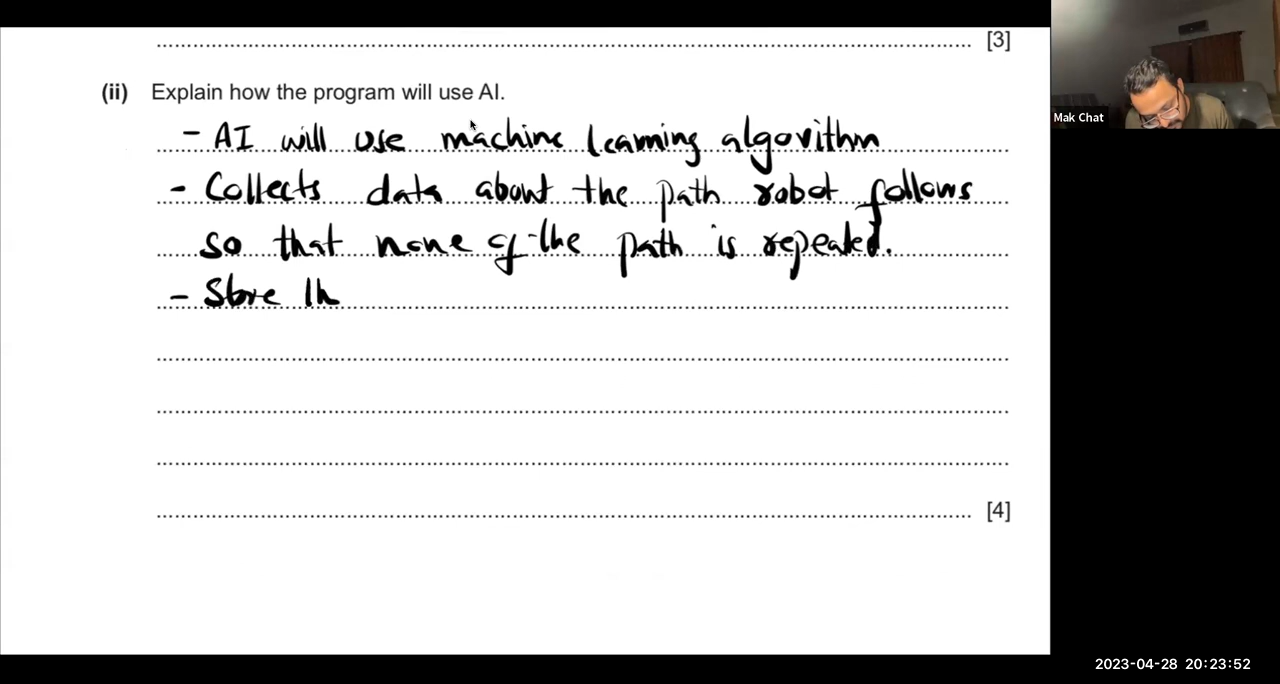 [3]
(ii) Explain how the program will use AI.
- AI will use machine learning algorithm
- Collects data about the path robot follows
so that none of the path is repeated.
- Store th
[4]
Mak Chat
2023-04-28 20:23:52